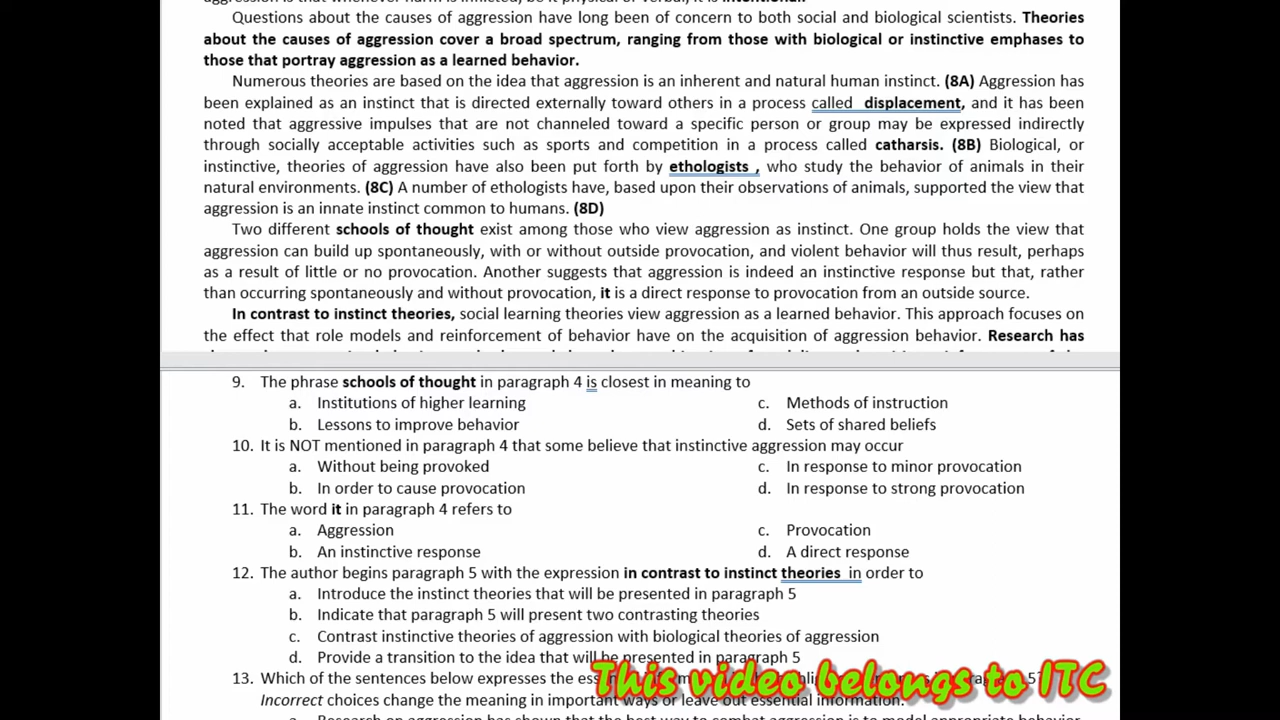 Questions about the causes of aggression have long been of concern to both social and biological scientists. Theories
about the causes of aggression cover a broad spectrum, ranging from those with biological or instinctive emphases to
those that portray aggression as a learned behavior.
Numerous theories are based on the idea that aggression is an inherent and natural human instinct. (8A) Aggression has
been explained as an instinct that is directed externally toward others in a process called displacement, and it has been
noted that aggressive impulses that are not channeled toward a specific person or group may be expressed indirectly
through socially acceptable activities such as sports and competition in a process called catharsis. (8B) Biological, or
instinctive, theories of aggression have also been put forth by ethologists , who study the behavior of animals in their
natural environments. (8C) A number of ethologists have, based upon their observations of animals, supported the view that
aggression is an innate instinct common to humans. (8D)
Two different schools of thought exist among those who view aggression as instinct. One group holds the view that
aggression can build up spontaneously, with or without outside provocation, and violent behavior will thus result, perhaps
as a result of little or no provocation. Another suggests that aggression is indeed an instinctive response but that, rather
than occurring spontaneously and without provocation, it is a direct response to provocation from an outside source.
In contrast to instinct theories, social learning theories view aggression as a learned behavior. This approach focuses on
the effect that role models and reinforcement of behavior have on the acquisition of aggression behavior. Research has
9. The phrase schools of thought in paragraph 4 is closest in meaning to
a. Institutions of higher learning c. Methods of instruction
b. Lessons to improve behavior d. Sets of shared beliefs
10. It is NOT mentioned in paragraph 4 that some believe that instinctive aggression may occur
a. Without being provoked c. In response to minor provocation
b. In order to cause provocation d. In response to strong provocation
11. The word it in paragraph 4 refers to
a. Aggression c. Provocation
b. An instinctive response d. A direct response
12. The author begins paragraph 5 with the expression in contrast to instinct theories in order to
a. Introduce the instinct theories that will be presented in paragraph 5
b. Indicate that paragraph 5 will present two contrasting theories
c. Contrast instinctive theories of aggression with biological theories of aggression
d. Provide a transition to the idea that will be presented in paragraph 5
13. Which of the sentences below expresses the
This video belongs to ITC
Incorrect choices change the meaning in important ways or leave out essential information.
a. Research on aggression has shown that the best way to combat aggression is to model appropriate behavior